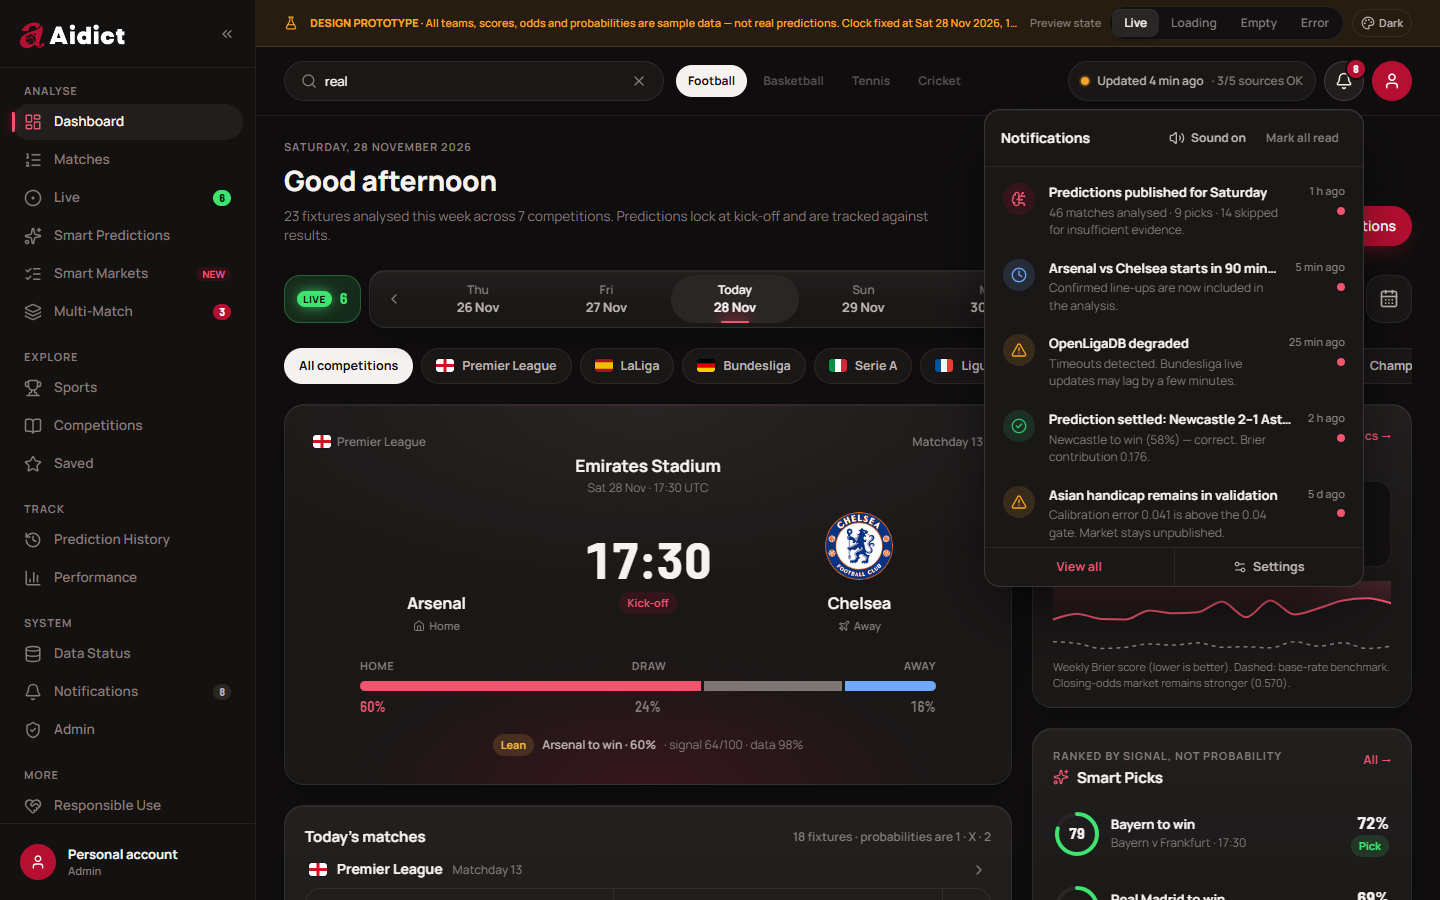 Aidict
«
ANALYSE
Dashboard
Matches
Live
6
Smart Predictions
Smart Markets
NEW
Multi-Match
3
EXPLORE
Sports
Competitions
Saved
TRACK
Prediction History
Performance
SYSTEM
Data Status
Notifications
8
Admin
MORE
Responsible Use
Personal account
Admin
DESIGN PROTOTYPE · All teams, scores, odds and probabilities are sample data — not real predictions. Clock fixed at Sat 28 Nov 2026, 1...
Preview state
Live
Loading
Empty
Error
Dark
real
Football
Basketball
Tennis
Cricket
Updated 4 min ago · 3/5 sources OK
8
SATURDAY, 28 NOVEMBER 2026
Good afternoon
23 fixtures analysed this week across 7 competitions. Predictions lock at kick-off and are tracked against
results.
tions
LIVE 6
Thu
26 Nov
Fri
27 Nov
Today
28 Nov
Sun
29 Nov
M
30
All competitions
Premier League
LaLiga
Bundesliga
Serie A
Ligu
Champ
Premier League
Matchday 13
Emirates Stadium
Sat 28 Nov · 17:30 UTC
CHELSEA
FOOTBALL CLUB
17:30
Kick-off
Arsenal
Home
Chelsea
Away
HOME
DRAW
AWAY
60%
24%
16%
Lean
Arsenal to win · 60% · signal 64/100 · data 98%
Today's matches
18 fixtures · probabilities are 1 · X · 2
Premier League Matchday 13
Notifications
Sound on
Mark all read
Predictions published for Saturday
1 h ago
46 matches analysed · 9 picks · 14 skipped
for insufficient evidence.
Arsenal vs Chelsea starts in 90 min...
5 min ago
Confirmed line-ups are now included in
the analysis.
OpenLigaDB degraded
25 min ago
Timeouts detected. Bundesliga live
updates may lag by a few minutes.
Prediction settled: Newcastle 2–1 Ast...
2 h ago
Newcastle to win (58%) — correct. Brier
contribution 0.176.
Asian handicap remains in validation
5 d ago
Calibration error 0.041 is above the 0.04
gate. Market stays unpublished.
View all
Settings
cs →
Weekly Brier score (lower is better). Dashed: base-rate benchmark.
Closing-odds market remains stronger (0.570).
RANKED BY SIGNAL, NOT PROBABILITY
All →
Smart Picks
79
Bayern to win
Bayern v Frankfurt · 17:30
72%
Pick
Real Madrid to win
69%